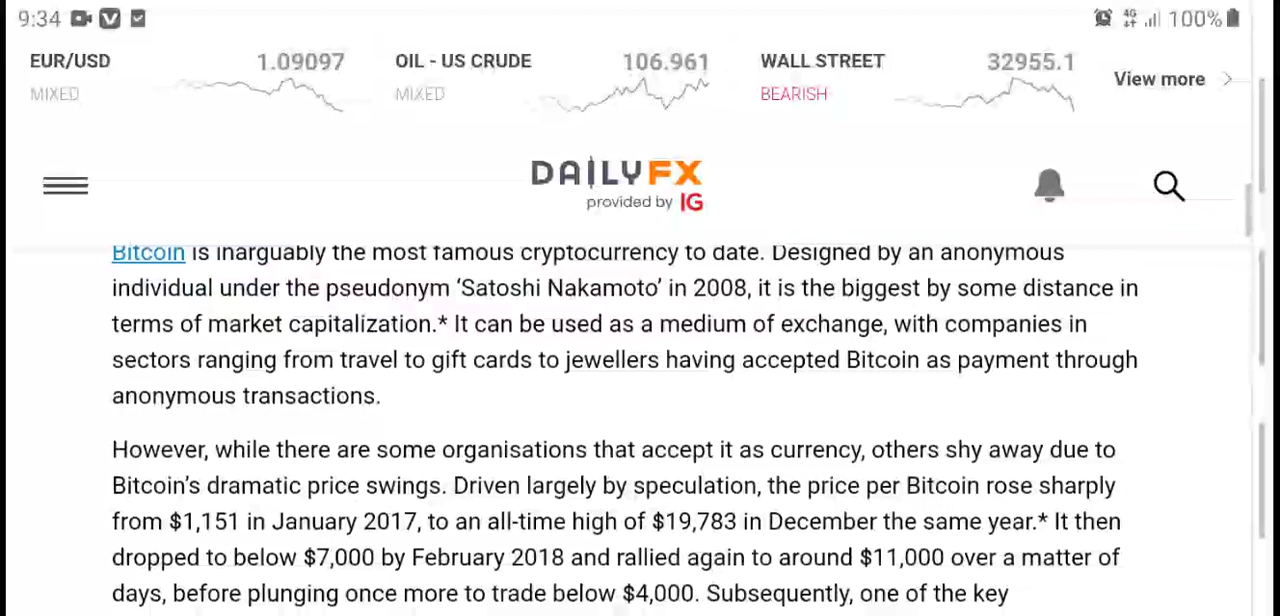 9:34 4G 100%
EUR/USD 1.09097 OIL - US CRUDE 106.961 WALL STREET 32955.1 View more
MIXED MIXED BEARISH
DAILYFX
provided by IG
Bitcoin is inarguably the most famous cryptocurrency to date. Designed by an anonymous
individual under the pseudonym ‘Satoshi Nakamoto’ in 2008, it is the biggest by some distance in
terms of market capitalization.* It can be used as a medium of exchange, with companies in
sectors ranging from travel to gift cards to jewellers having accepted Bitcoin as payment through
anonymous transactions.
However, while there are some organisations that accept it as currency, others shy away due to
Bitcoin’s dramatic price swings. Driven largely by speculation, the price per Bitcoin rose sharply
from $1,151 in January 2017, to an all-time high of $19,783 in December the same year.* It then
dropped to below $7,000 by February 2018 and rallied again to around $11,000 over a matter of
days, before plunging once more to trade below $4,000. Subsequently, one of the key